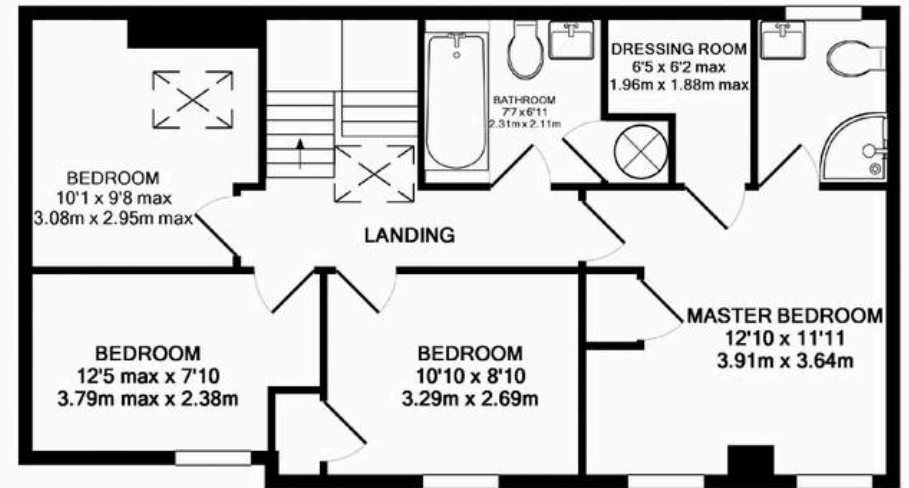 DRESSING ROOM
6'5 x 6'2 max
1.96m x 1.88m max
BATHROOM
7'7 x 6'11
2.31m x 2.11m
BEDROOM
10'1 x 9'8 max
3.08m x 2.95m max
LANDING
MASTER BEDROOM
12'10 x 11'11
3.91m x 3.64m
BEDROOM
12'5 max x 7'10
3.79m max x 2.38m
BEDROOM
10'10 x 8'10
3.29m x 2.69m